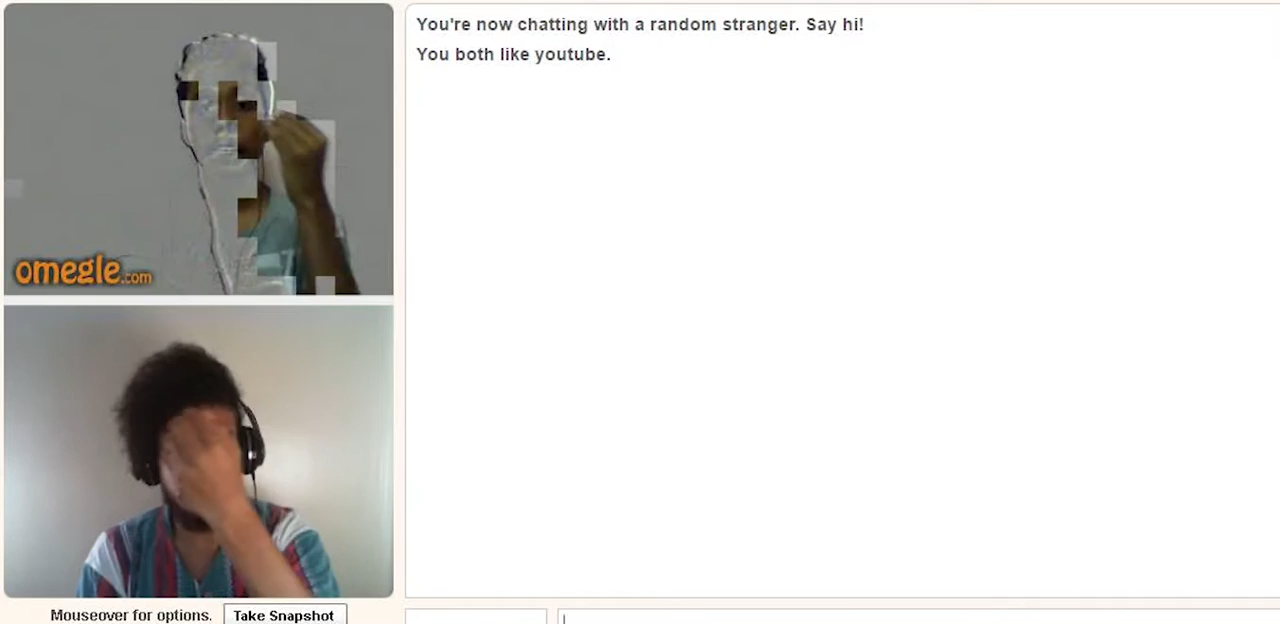 You're now chatting with a random stranger. Say hi!
You both like youtube.
omegle.com
Mouseover for options.
Take Snapshot